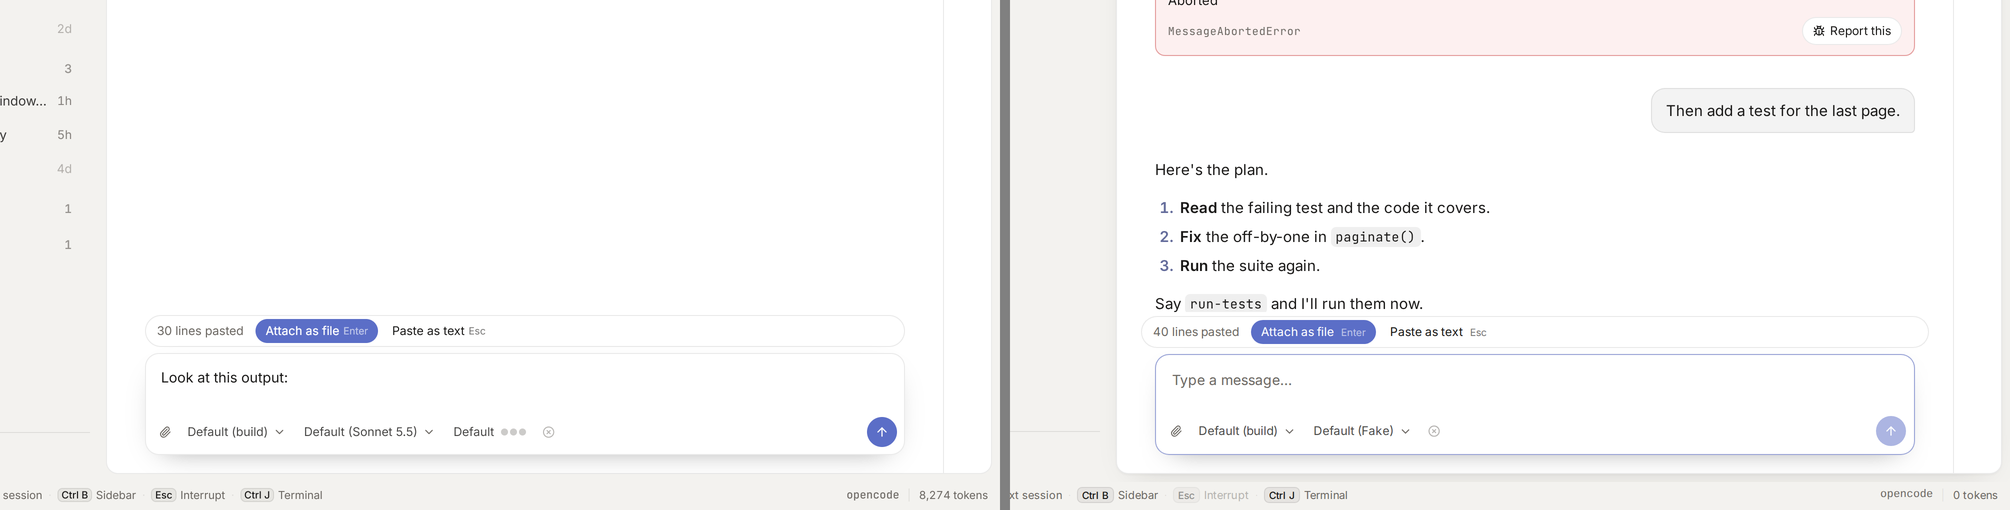 2d
3
indow... 1h
y 5h
4d
1
1
30 lines pasted Attach as file Enter Paste as text Esc
Look at this output:
Default (build) Default (Sonnet 5.5) Default
session · Ctrl B Sidebar · Esc Interrupt · Ctrl J Terminal opencode 8,274 tokens
Aborted
MessageAbortedError Report this
Then add a test for the last page.
Here's the plan.
1. Read the failing test and the code it covers.
2. Fix the off-by-one in paginate().
3. Run the suite again.
Say run-tests and I'll run them now.
40 lines pasted Attach as file Enter Paste as text Esc
Type a message...
Default (build) Default (Fake)
xt session · Ctrl B Sidebar · Esc Interrupt · Ctrl J Terminal opencode 0 tokens